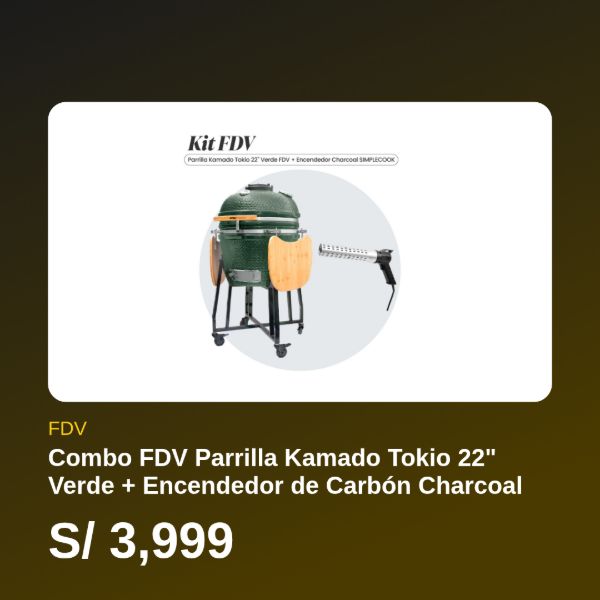 Kit FDV
Parrilla Kamado Tokio 22" Verde FDV + Encendedor Charcoal SIMPLECOOK
FDV
Combo FDV Parrilla Kamado Tokio 22"
Verde + Encendedor de Carbón Charcoal
S/ 3,999